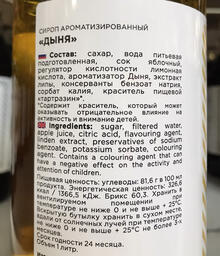 СИРОП АРОМАТИЗИРОВАННЫЙ
«ДЫНЯ»
Состав: сахар, вода питьевая
подготовленная, сок яблочный,
регулятор кислотности лимонная
кислота, ароматизатор Дыня, экстракт
липы, консерванты бензоат натрия,
сорбат калия, краситель пищевой
«тартразин»*.
*Содержит краситель, который может
оказывать отрицательное влияние на
активность и внимание детей.
Ingredients: sugar, filtered water,
apple juice, citric acid, flavouring agent,
linden extract, preservatives of sodium
benzoate, potassium sorbate, colouring
agent. Contains a colouring agent that can
have a negative effect on the activity and
attention of children.
Пищевая ценность: углеводы: 81,6 г в 100 мл
продукта. Энергетическая ценность: 326,6
кал / 1366,5 кДж. Брикс 60,3. Хранить в
вентилируемом помещении при
температуре не ниже 0 и не выше + 25°С.
Вскрытую бутылку хранить в сухом месте,
вдали от солнечных лучей при температуре
не ниже 0 и не выше + 25°С не более 3-х
месяцев.
Срок годности 24 месяца.
Объем 1 литр.